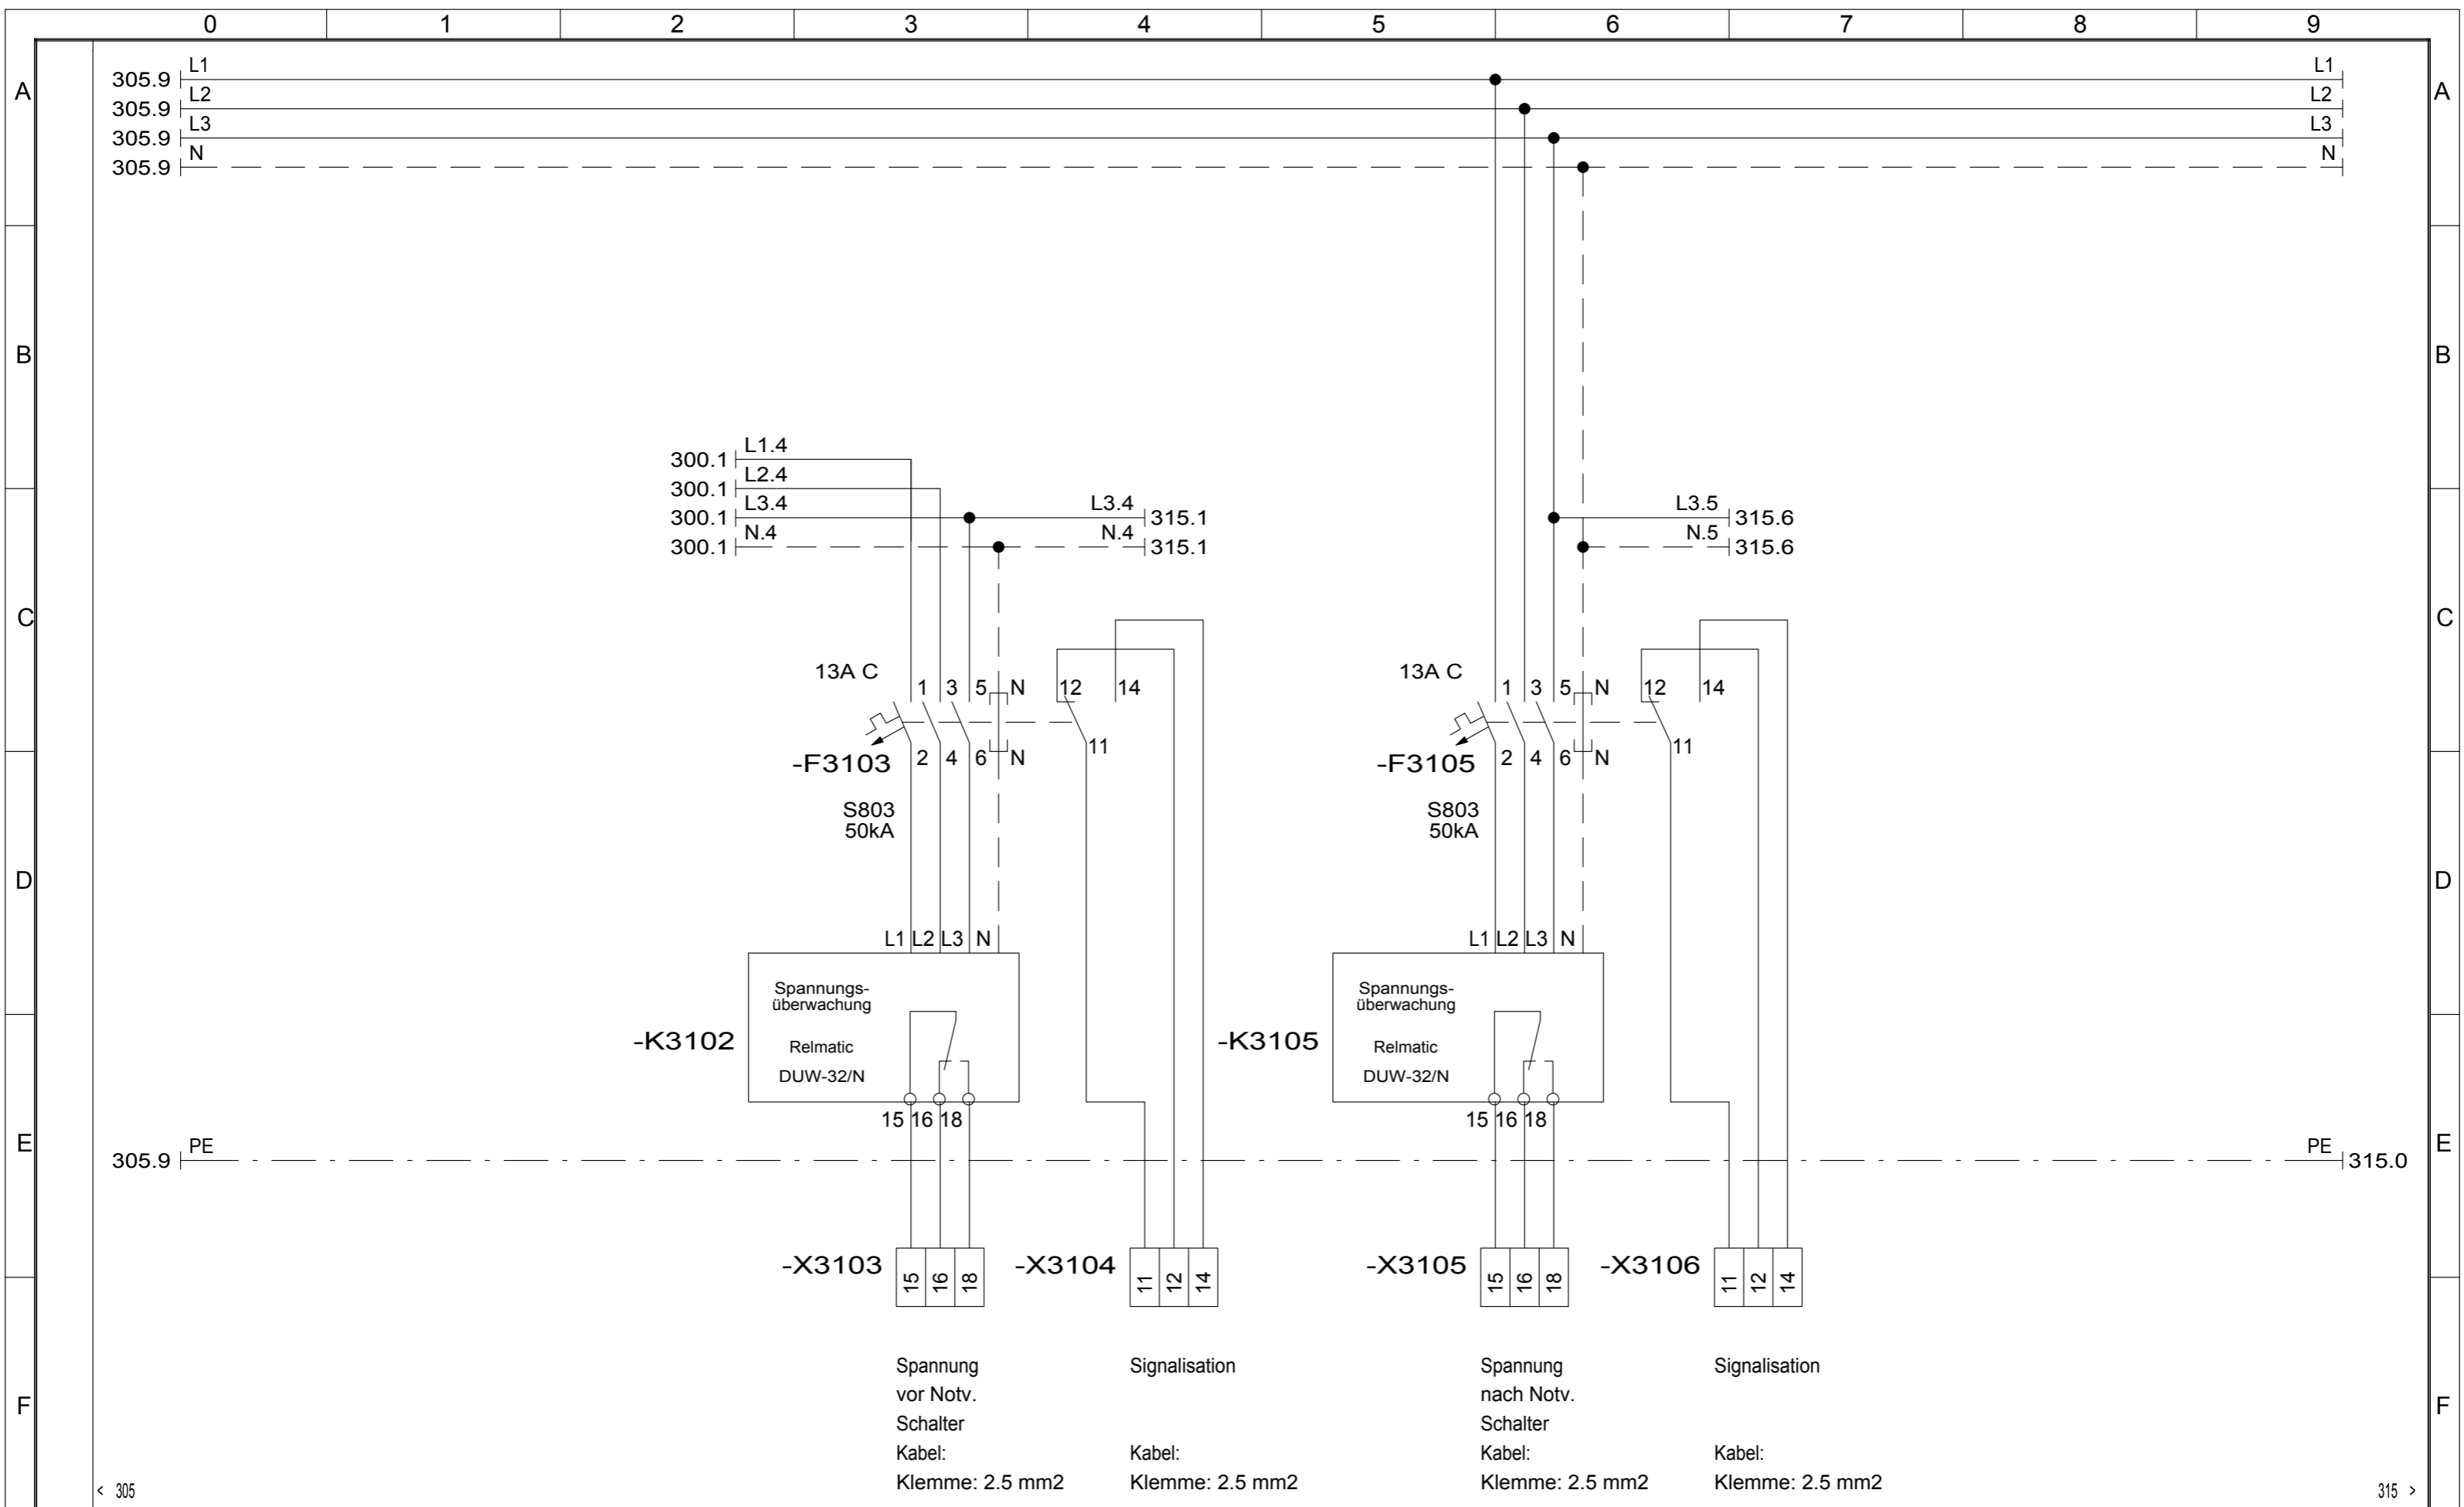 0 1 2 3 4 5 6 7 8 9
A A
305.9 L1 L1
305.9 L2 L2
305.9 L3 L3
305.9 N N
B B
300.1 L1.4
300.1 L2.4
300.1 L3.4 L3.4 315.1 L3.5 315.6
300.1 N.4 N.4 315.1 N.5 315.6
C C
13A C 13A C
1 3 5 N 12 14 1 3 5 N 12 14
11 11
-F3103 2 4 6 N -F3105 2 4 6 N
S803 S803
50kA 50kA
D D
L1 L2 L3 N L1 L2 L3 N
Spannungs- Spannungs-
überwachung überwachung
-K3102 Relmatic -K3105 Relmatic
DUW-32/N DUW-32/N
15 16 18 15 16 18
E E
305.9 PE PE 315.0
-X3103 15 16 18 -X3104 11 12 14 -X3105 15 16 18 -X3106 11 12 14
Spannung Signalisation Spannung Signalisation
vor Notv. nach Notv.
F F
Schalter Schalter
Kabel: Kabel: Kabel: Kabel:
Klemme: 2.5 mm2 Klemme: 2.5 mm2 Klemme: 2.5 mm2 Klemme: 2.5 mm2
< 305 315 >